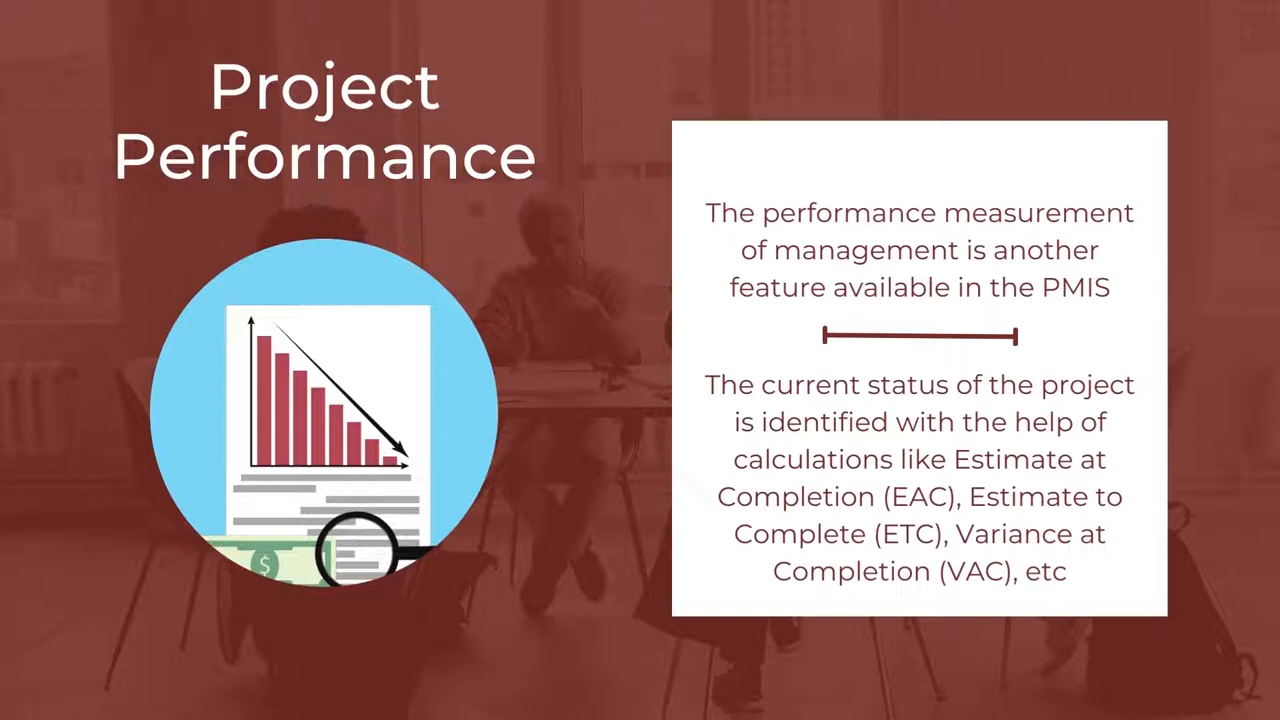 Project
Performance
The performance measurement
of management is another
feature available in the PMIS
The current status of the project
is identified with the help of
calculations like Estimate at
Completion (EAC), Estimate to
Complete (ETC), Variance at
Completion (VAC), etc
$